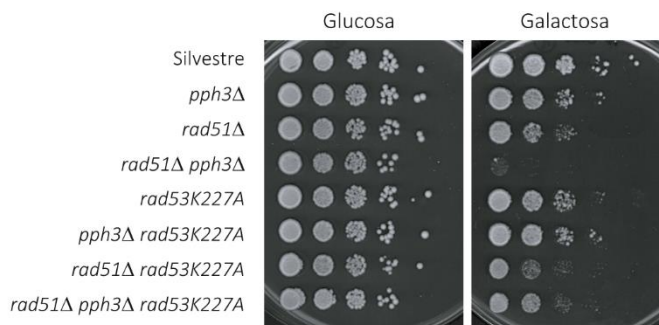 Glucosa Galactosa
Silvestre
pph3Δ
rad51Δ
rad51Δ pph3Δ
rad53K227A
pph3Δ rad53K227A
rad51Δ rad53K227A
rad51Δ pph3Δ rad53K227A